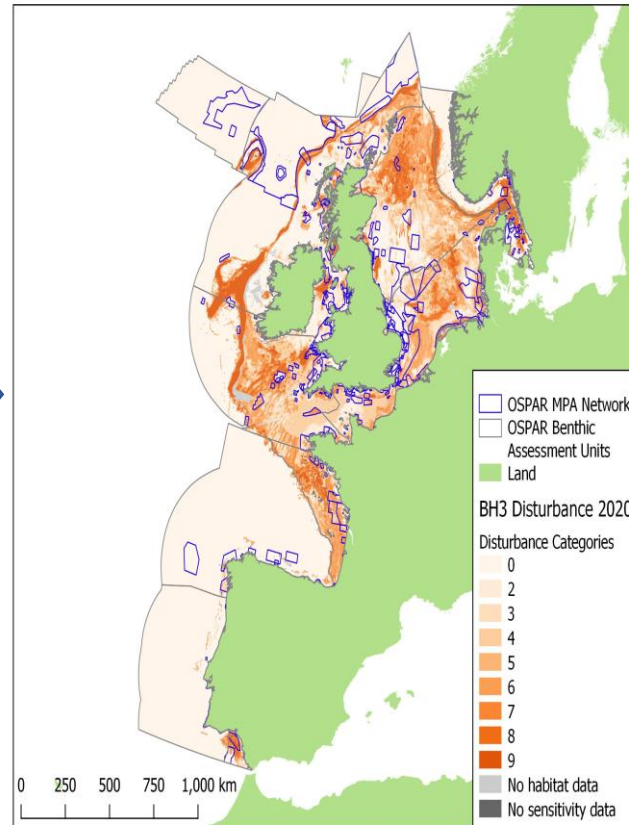 OSPAR MPA Network
OSPAR Benthic
Assessment Units
Land
BH3 Disturbance 2020
Disturbance Categories
0
2
3
4
5
6
7
8
9
No habitat data
No sensitivity data
0 250 500 750 1,000 km